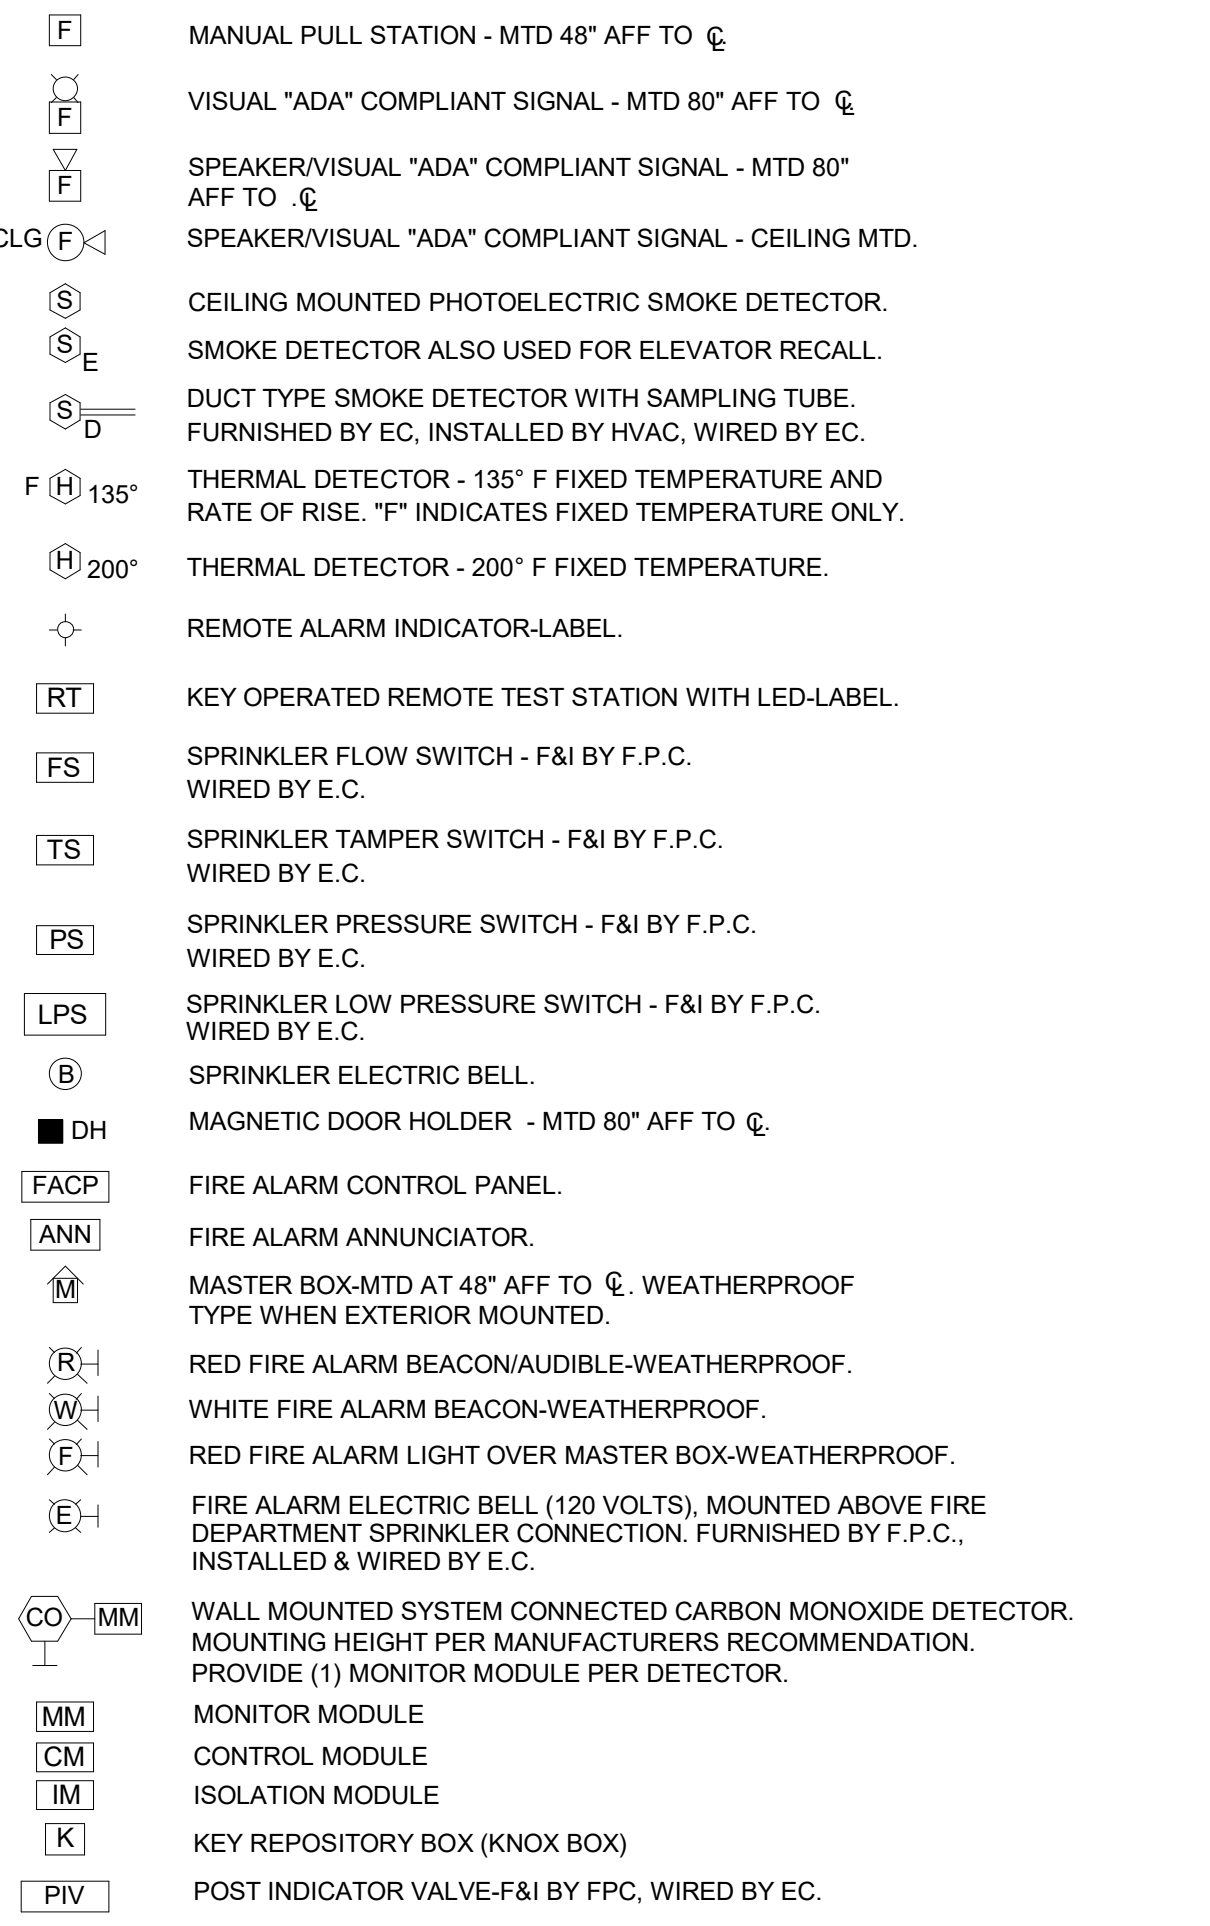 F MANUAL PULL STATION - MTD 48" AFF TO ℄.
F VISUAL "ADA" COMPLIANT SIGNAL - MTD 80" AFF TO ℄.
F SPEAKER/VISUAL "ADA" COMPLIANT SIGNAL - MTD 80"
AFF TO .℄
CLG F SPEAKER/VISUAL "ADA" COMPLIANT SIGNAL - CEILING MTD.
S CEILING MOUNTED PHOTOELECTRIC SMOKE DETECTOR.
S E SMOKE DETECTOR ALSO USED FOR ELEVATOR RECALL.
S D DUCT TYPE SMOKE DETECTOR WITH SAMPLING TUBE.
FURNISHED BY EC, INSTALLED BY HVAC, WIRED BY EC.
F H 135° THERMAL DETECTOR - 135° F FIXED TEMPERATURE AND
RATE OF RISE. "F" INDICATES FIXED TEMPERATURE ONLY.
H 200° THERMAL DETECTOR - 200° F FIXED TEMPERATURE.
REMOTE ALARM INDICATOR-LABEL.
RT KEY OPERATED REMOTE TEST STATION WITH LED-LABEL.
FS SPRINKLER FLOW SWITCH - F&I BY F.P.C.
WIRED BY E.C.
TS SPRINKLER TAMPER SWITCH - F&I BY F.P.C.
WIRED BY E.C.
PS SPRINKLER PRESSURE SWITCH - F&I BY F.P.C.
WIRED BY E.C.
LPS SPRINKLER LOW PRESSURE SWITCH - F&I BY F.P.C.
WIRED BY E.C.
B SPRINKLER ELECTRIC BELL.
DH MAGNETIC DOOR HOLDER - MTD 80" AFF TO ℄.
FACP FIRE ALARM CONTROL PANEL.
ANN FIRE ALARM ANNUNCIATOR.
M MASTER BOX-MTD AT 48" AFF TO ℄. WEATHERPROOF
TYPE WHEN EXTERIOR MOUNTED.
R RED FIRE ALARM BEACON/AUDIBLE-WEATHERPROOF.
W WHITE FIRE ALARM BEACON-WEATHERPROOF.
F RED FIRE ALARM LIGHT OVER MASTER BOX-WEATHERPROOF.
E FIRE ALARM ELECTRIC BELL (120 VOLTS), MOUNTED ABOVE FIRE
DEPARTMENT SPRINKLER CONNECTION. FURNISHED BY F.P.C.,
INSTALLED & WIRED BY E.C.
CO MM WALL MOUNTED SYSTEM CONNECTED CARBON MONOXIDE DETECTOR.
MOUNTING HEIGHT PER MANUFACTURERS RECOMMENDATION.
PROVIDE (1) MONITOR MODULE PER DETECTOR.
MM MONITOR MODULE
CM CONTROL MODULE
IM ISOLATION MODULE
K KEY REPOSITORY BOX (KNOX BOX)
PIV POST INDICATOR VALVE-F&I BY FPC, WIRED BY EC.